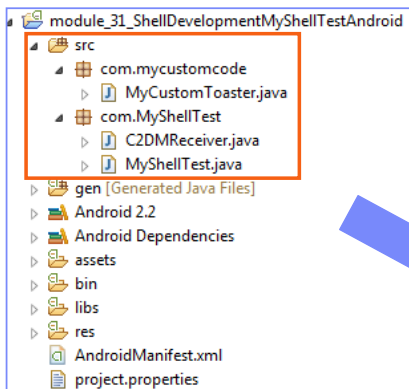 module_31_ShellDevelopmentMyShellTestAndroid
src
com.mycustomcode
MyCustomToaster.java
com.MyShellTest
C2DMReceiver.java
MyShellTest.java
gen [Generated Java Files]
Android 2.2
Android Dependencies
assets
bin
libs
res
AndroidManifest.xml
project.properties